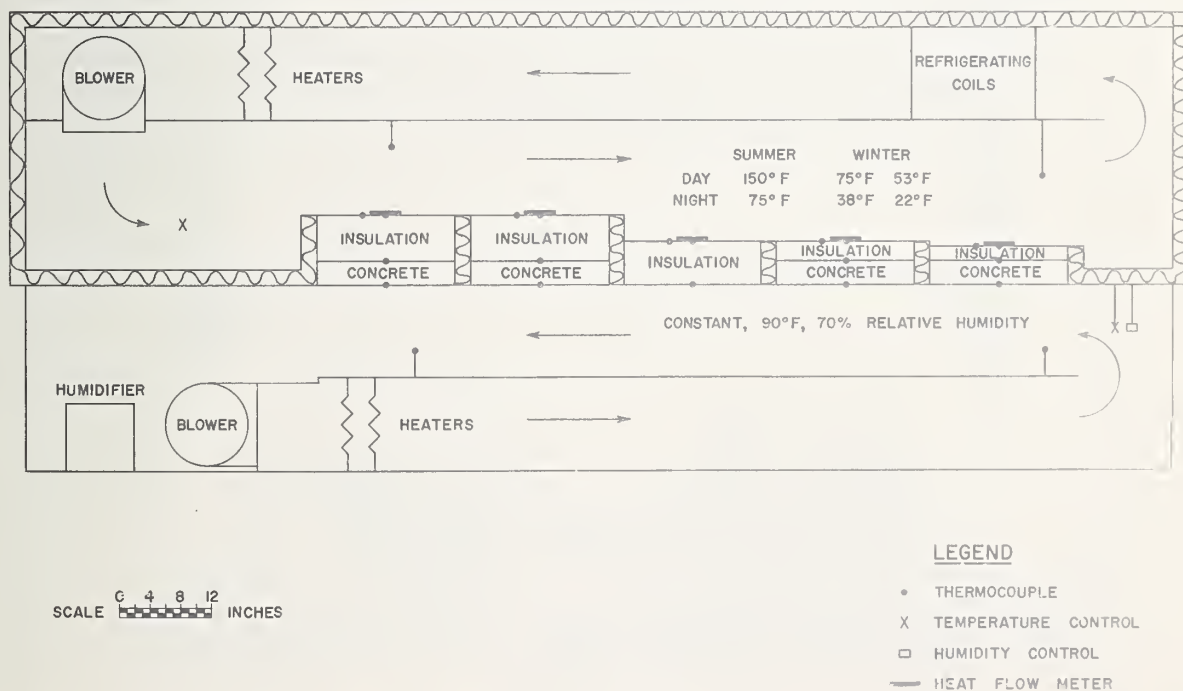 BLOWER
HEATERS
REFRIGERATING
COILS
SUMMER WINTER
DAY 150°F 75°F 53°F
NIGHT 75°F 38°F 22°F
X
INSULATION INSULATION INSULATION INSULATION INSULATION
CONCRETE CONCRETE CONCRETE CONCRETE
CONSTANT, 90°F, 70% RELATIVE HUMIDITY
X
HUMIDIFIER
BLOWER
HEATERS
LEGEND
THERMOCOUPLE
X TEMPERATURE CONTROL
HUMIDITY CONTROL
HEAT FLOW METER
0 4 8 12
SCALE INCHES